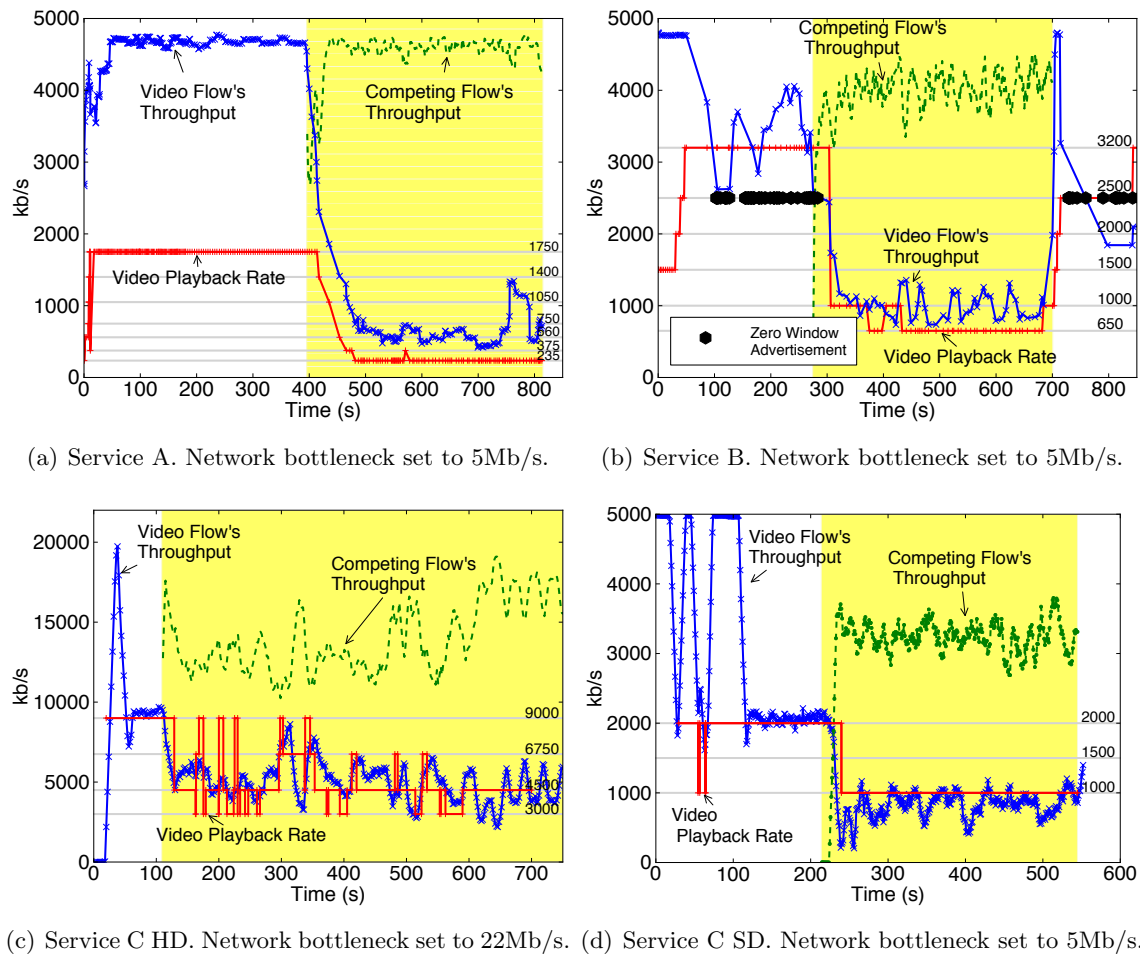 5000
4000
3000
2000
1000
0
kb/s
0 100 200 300 400 500 600 700 800
Time (s)
Video Flow's
Throughput
Competing Flow's
Throughput
Video Playback Rate
1750
1400
1050
750
560
375
235
(a) Service A. Network bottleneck set to 5Mb/s.
5000
4000
3000
2000
1000
0
kb/s
0 100 200 300 400 500 600 700 800
Time (s)
Competing Flow's
Throughput
Video Flow's
Throughput
Zero Window
Advertisement
Video Playback Rate
3200
2500
2000
1500
1000
650
(b) Service B. Network bottleneck set to 5Mb/s.
20000
15000
10000
5000
0
kb/s
0 100 200 300 400 500 600 700
Time (s)
Video Flow's
Throughput
Competing Flow's
Throughput
Video Playback Rate
9000
6750
4500
3000
(c) Service C HD. Network bottleneck set to 22Mb/s.
5000
4000
3000
2000
1000
0
kb/s
0 100 200 300 400 500 600
Time (s)
Video Flow's
Throughput
Competing Flow's
Throughput
Video
Playback Rate
2000
1500
1000
(d) Service C SD. Network bottleneck set to 5Mb/s.